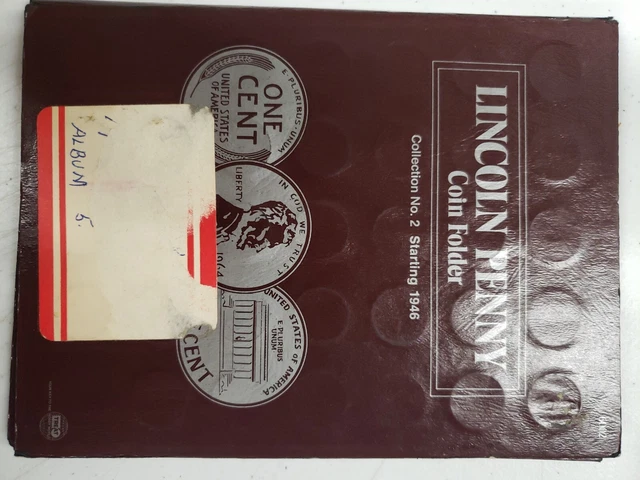 LINCOLN PENNY
Coin Folder
Collection No. 2 Starting 1946
E·PLURIBUS·UNUM
ONE
CENT
UNITED STATES
OF AMERICA
IN GOD WE TRUST
LIBERTY
1964
UNITED STATES OF AMERICA
E PLURIBUS
UNUM
CENT
ALBUM 5.